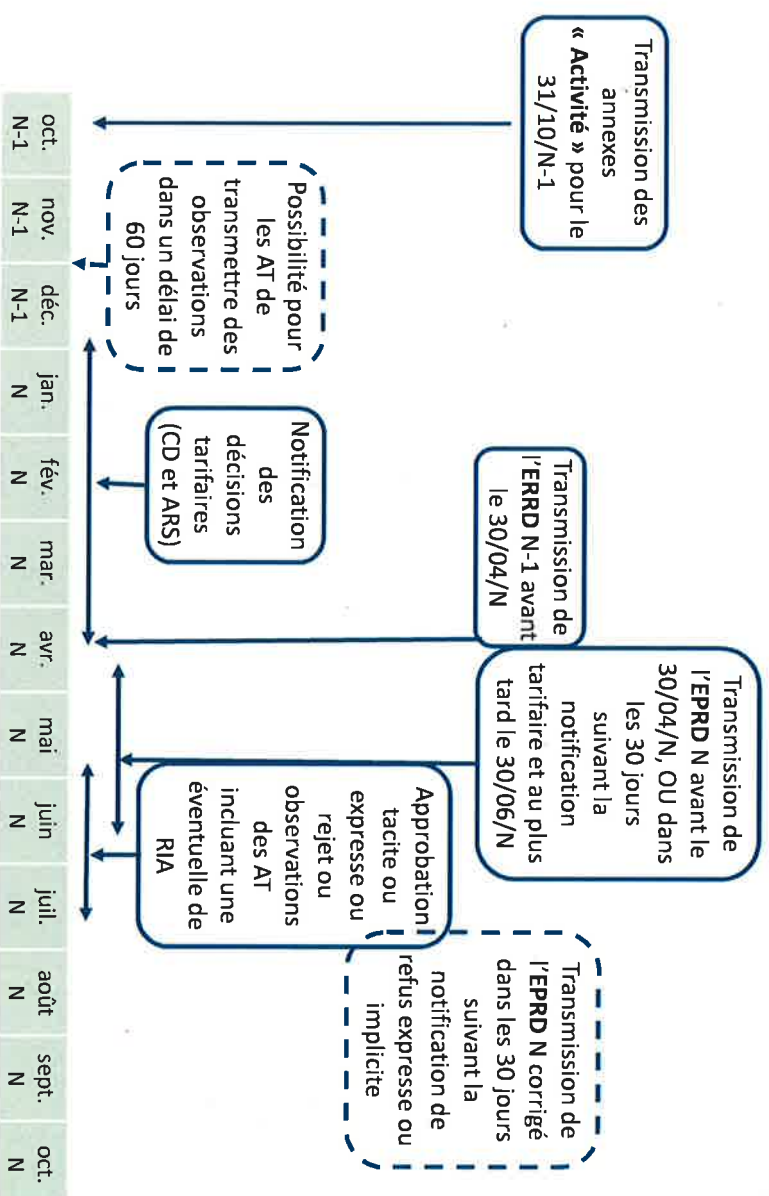 Transmission des
annexes
« Activité » pour le
31/10/N-1
Possibilité pour
les AT de
transmettre des
observations
dans un délai de
60 jours
Notification
des
décisions
tarifaires
(CD et ARS)
Transmission de
l'ERRD N-1 avant
le 30/04/N
Transmission de
l'EPRD N avant le
30/04/N, OU dans
les 30 jours
suivant la
notification
tarifaire et au plus
tard le 30/06/N
Approbation
tacite ou
expresse ou
rejet ou
observations
des AT
incluant une
éventuelle de
RIA
Transmission de
l'EPRD N corrigé
dans les 30 jours
suivant la
notification de
refus expresse ou
implicite
oct. nov. déc. jan. fév. mar. avr. mai juin juil. août sept. oct.
N-1 N-1 N-1 N N N N N N N N N N